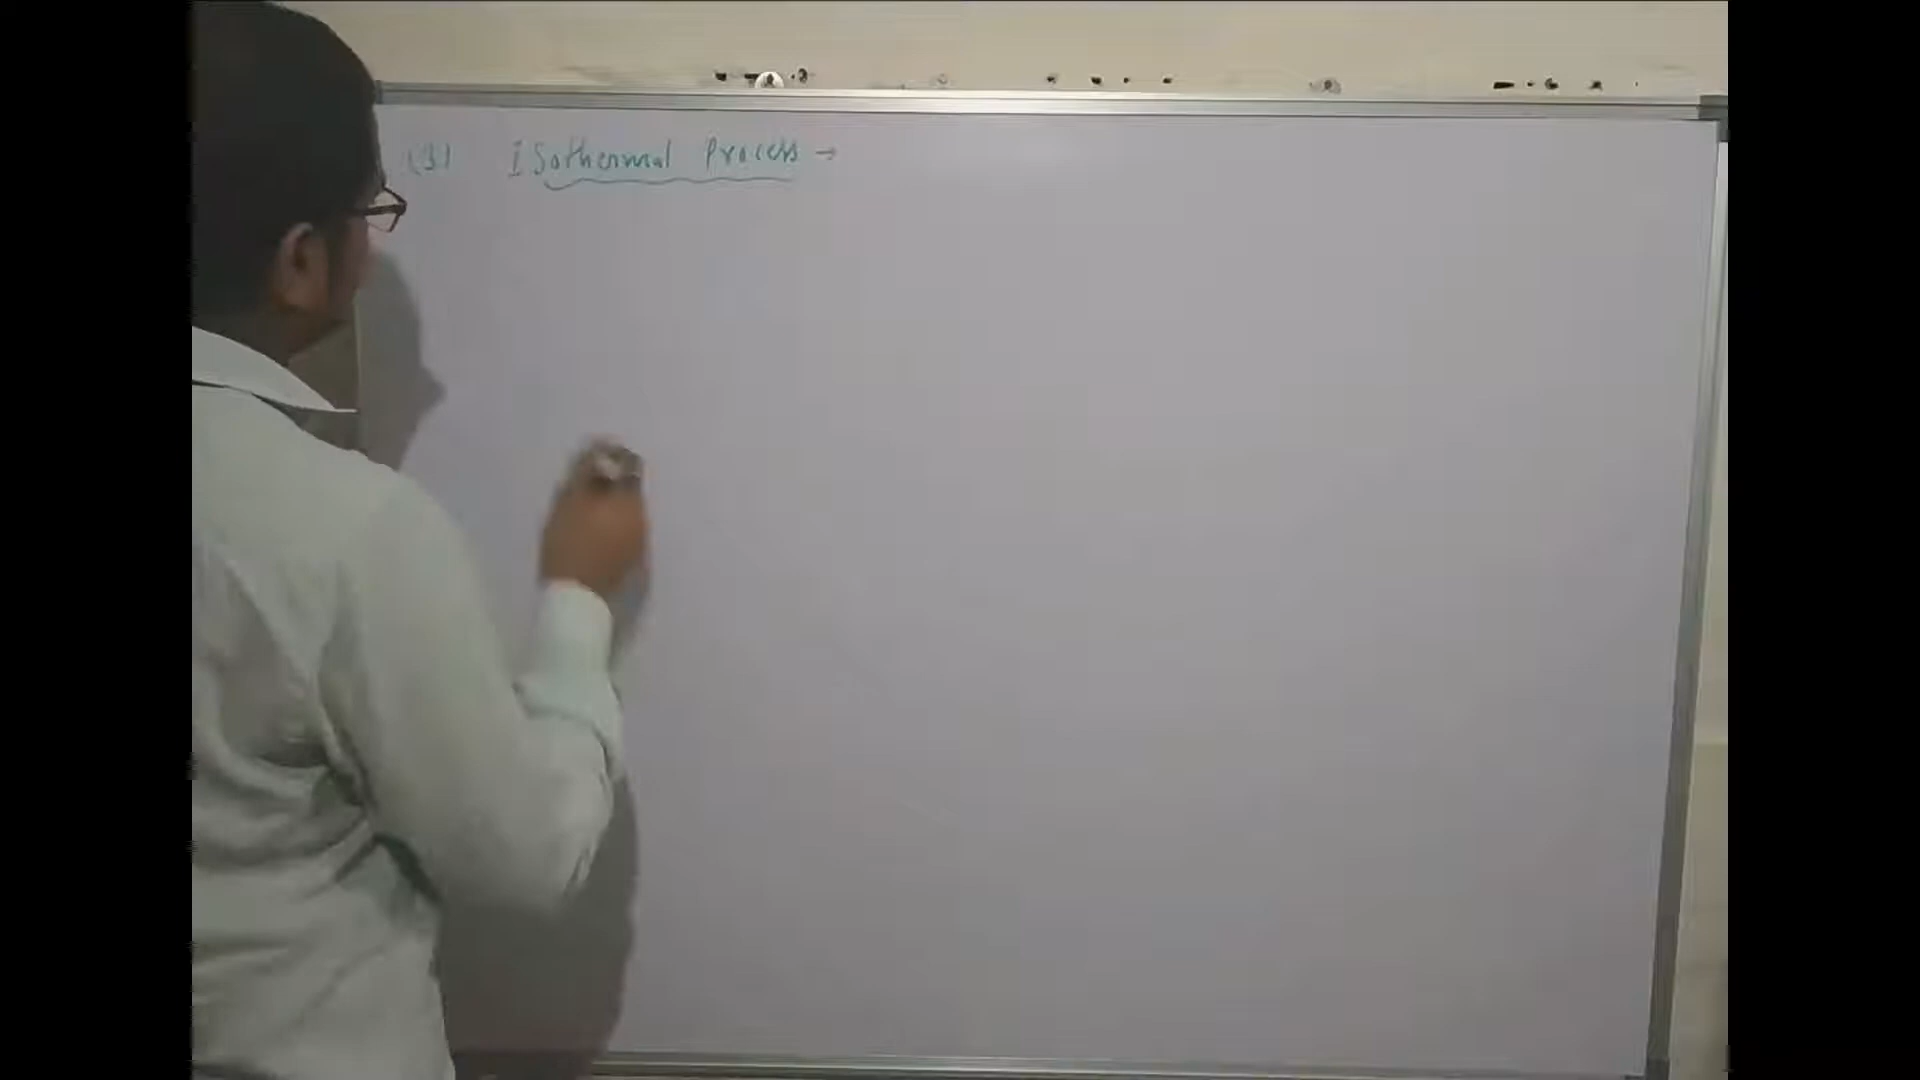 (3) ISothermal Process →